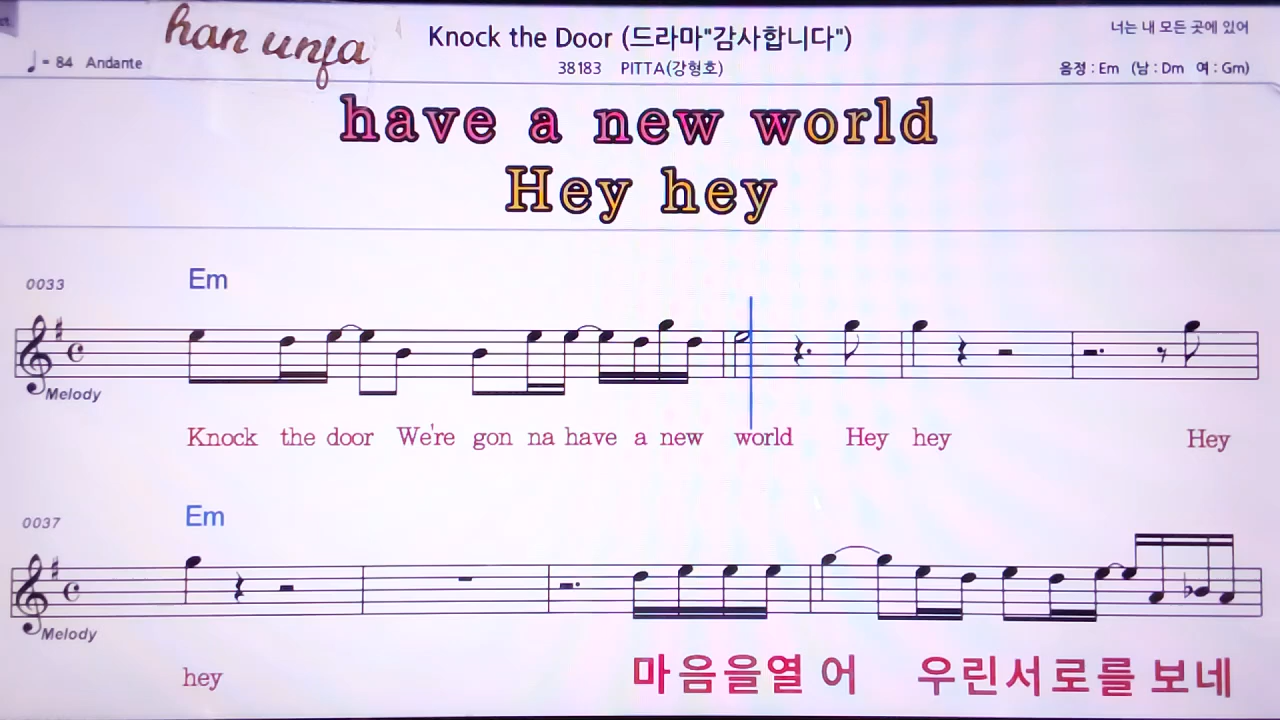 han unfa
Knock the Door (드라마"감사합니다")
너는 내 모든 곳에 있어
♩= 84 Andante
38183 PITTA(강형호)
음정 : Em (남 : Dm 여 : Gm)
have a new world
Hey hey
0033
Em
Melody
Knock the door We're gon na have a new world Hey hey Hey
0037
Em
Melody
hey 마음을열 어 우린서로를 보네